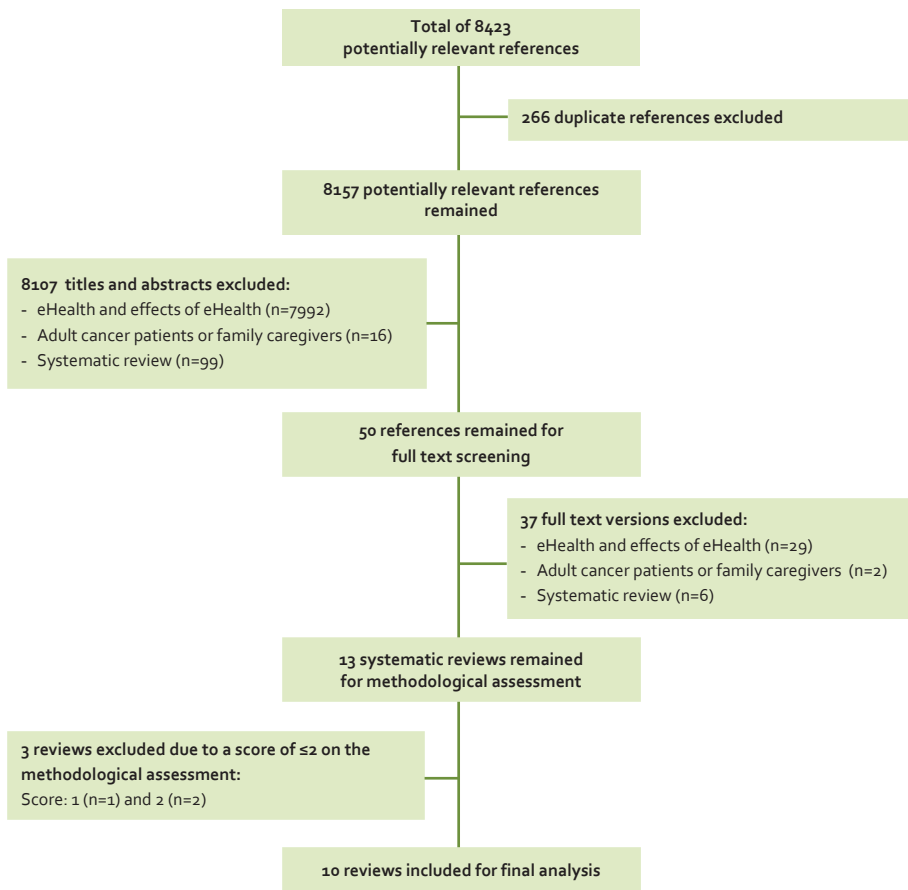 Total of 8423
potentially relevant references
266 duplicate references excluded
8157 potentially relevant references
remained
8107 titles and abstracts excluded:
- eHealth and effects of eHealth (n=7992)
- Adult cancer patients or family caregivers (n=16)
- Systematic review (n=99)
50 references remained for
full text screening
37 full text versions excluded:
- eHealth and effects of eHealth (n=29)
- Adult cancer patients or family caregivers (n=2)
- Systematic review (n=6)
13 systematic reviews remained
for methodological assessment
3 reviews excluded due to a score of ≤2 on the
methodological assessment:
Score: 1 (n=1) and 2 (n=2)
10 reviews included for final analysis